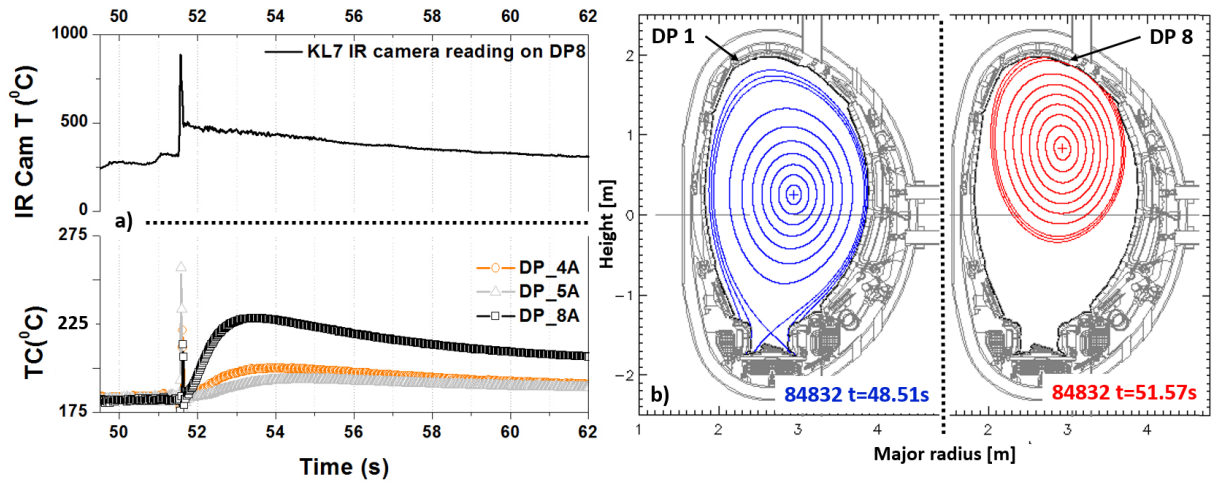 50 52 54 56 58 60 62
1000
500
0
IR Cam T (⁰C)
KL7 IR camera reading on DP8
a)
275
225
175
TC(⁰C)
DP_4A
DP_5A
DP_8A
50 52 54 56 58 60 62
Time (s)
DP 1
DP 8
2
1
0
−1
−2
Height [m]
b)
84832 t=48.51s
84832 t=51.57s
1 2 3 4 2 3 4
Major radius [m]